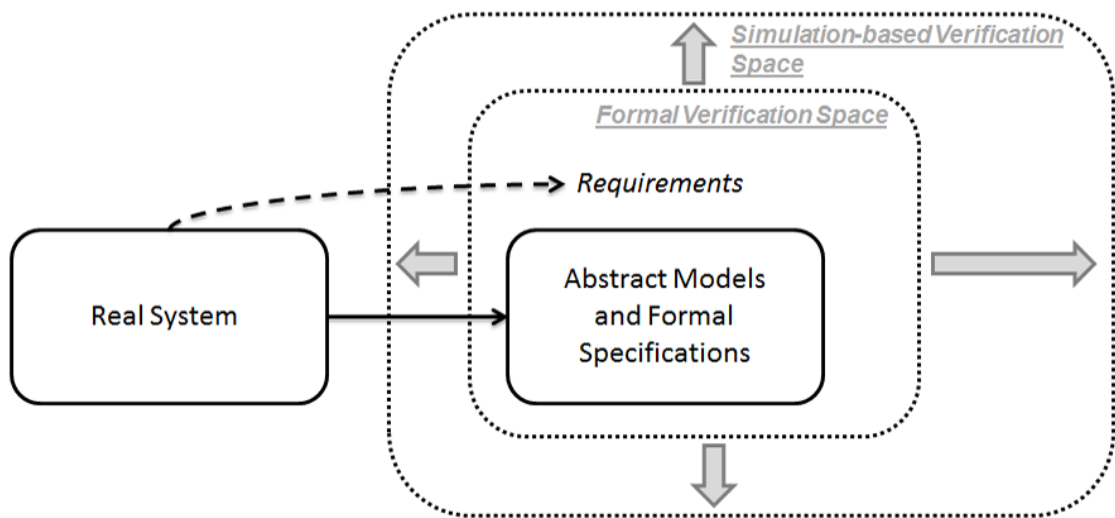 Simulation-based Verification
Space
Formal Verification Space
Requirements
Real System
Abstract Models
and Formal
Specifications